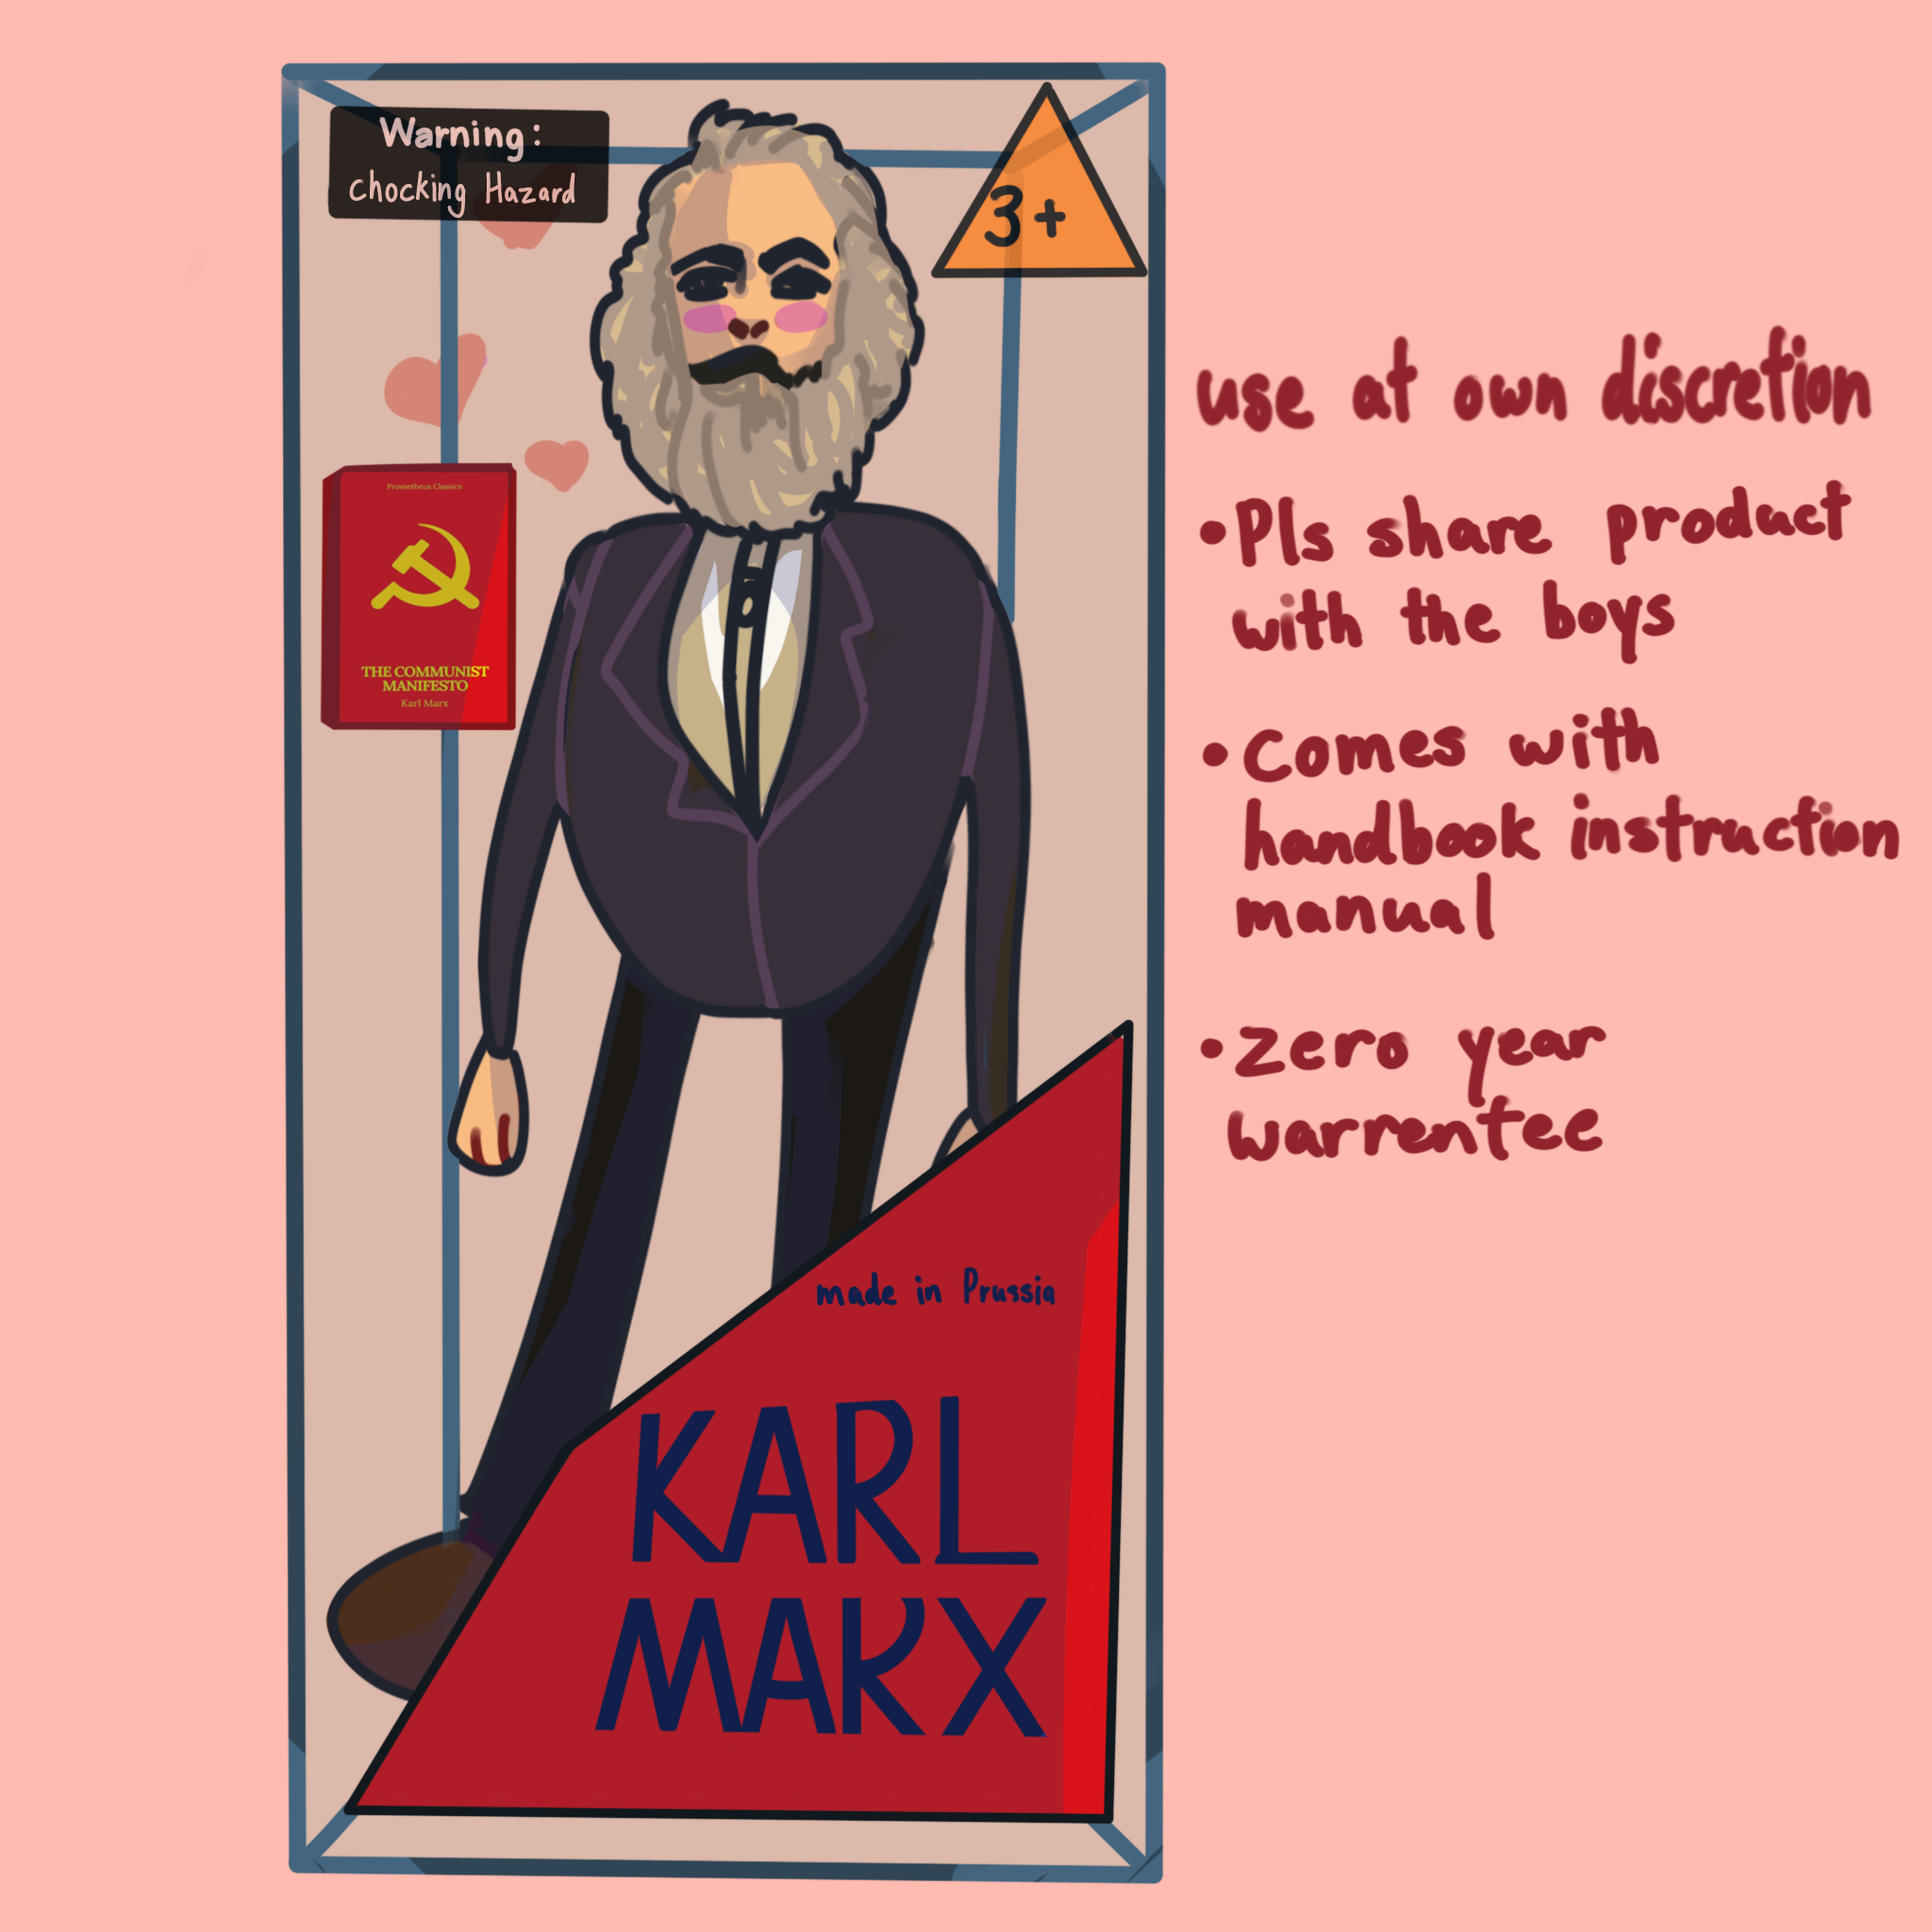 Warning:
Chocking Hazard
3+
Prometheus Classics
THE COMMUNIST
MANIFESTO
Karl Marx
made in Prussia
KARL
MARX
use at own discretion
• Pls share product
with the boys
• Comes with
handbook instruction
manual
• zero year
warrentee